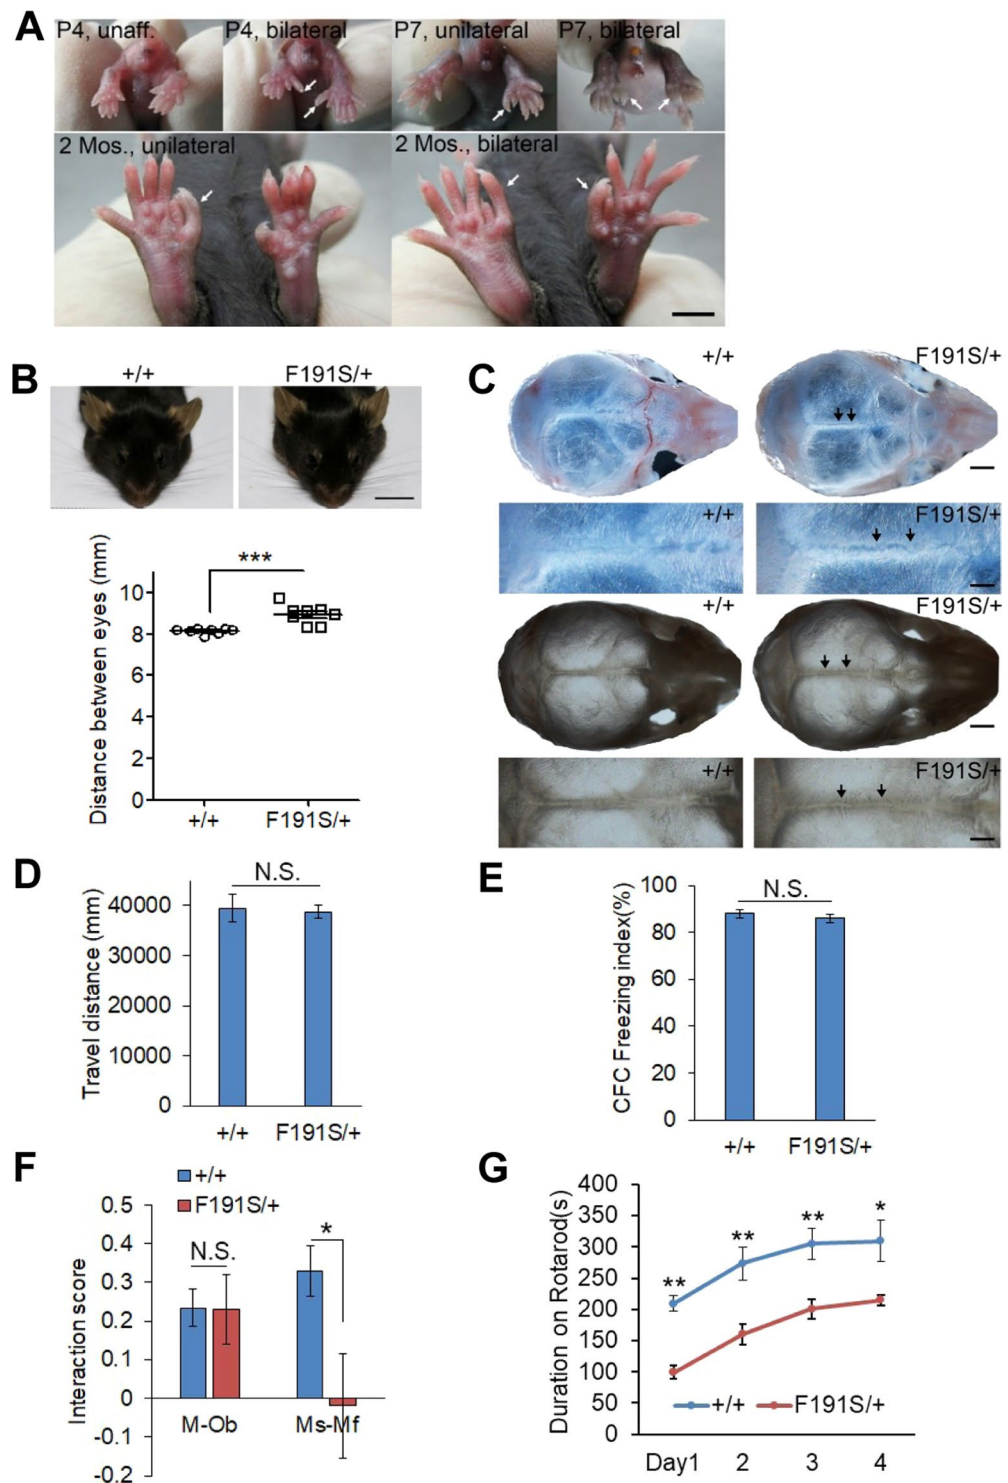 A
P4, unaff.
P4, bilateral
P7, unilateral
P7, bilateral
2 Mos., unilateral
2 Mos., bilateral
B
+/+
F191S/+
***
Distance between eyes (mm)
10
8
6
4
2
0
+/+
F191S/+
C
+/+
F191S/+
+/+
F191S/+
+/+
F191S/+
+/+
F191S/+
D
N.S.
Travel distance (mm)
40000
30000
20000
10000
0
+/+
F191S/+
E
N.S.
CFC Freezing index(%)
100
80
60
40
20
0
+/+
F191S/+
F
+/+
F191S/+
Interaction score
0.5
0.4
0.3
0.2
0.1
0
-0.1
-0.2
N.S.
*
M-Ob
Ms-Mf
G
Duration on Rotarod(s)
400
350
300
250
200
150
100
50
0
**
**
**
*
+/+
F191S/+
Day1
2
3
4